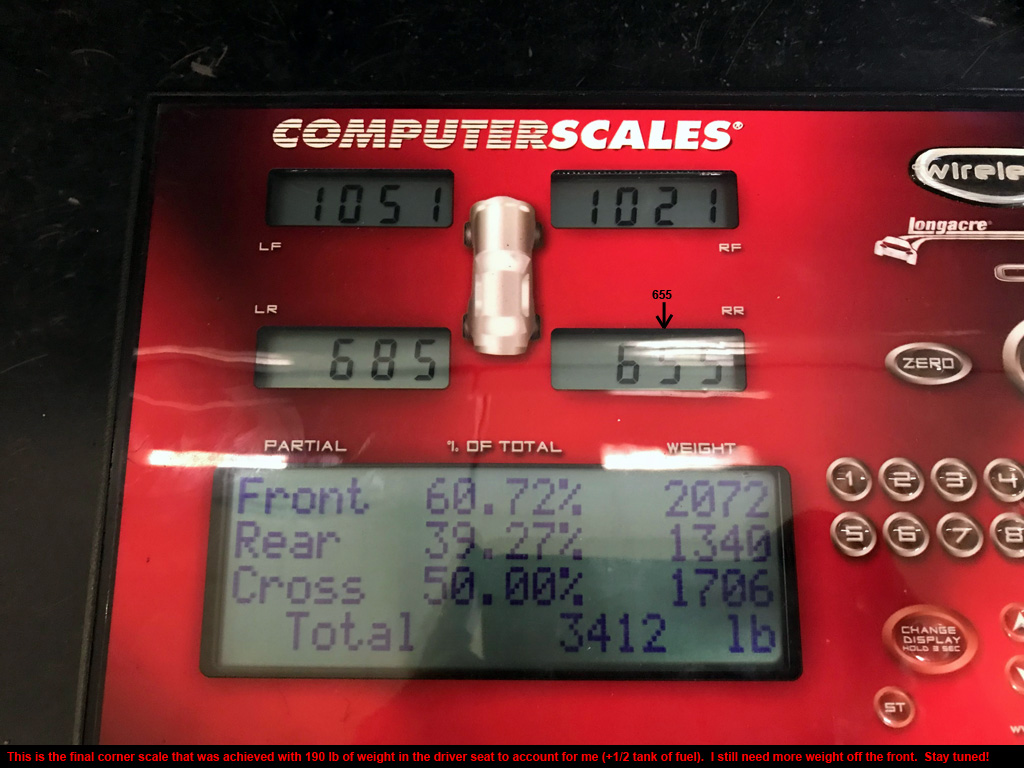 COMPUTERSCALES®
1051
1021
LF
RF
Longacre®
655
LR
RR
685
655
ZERO
PARTIAL % OF TOTAL WEIGHT
Front 60.72% 2072
Rear 39.27% 1340
Cross 50.00% 1706
Total 3412 lb
1 2 3 4
5 6 7 8
CHANGE
DISPLAY
HOLD 3 SEC
ST
This is the final corner scale that was achieved with 190 lb of weight in the driver seat to account for me (+1/2 tank of fuel). I still need more weight off the front. Stay tuned!